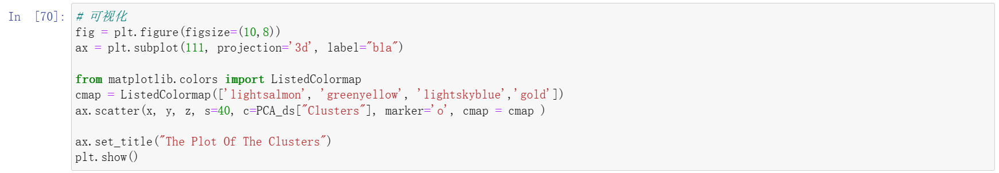 In [70]:
# 可视化
fig = plt.figure(figsize=(10,8))
ax = plt.subplot(111, projection='3d', label="bla")
from matplotlib.colors import ListedColormap
cmap = ListedColormap(['lightsalmon', 'greenyellow', 'lightskyblue','gold'])
ax.scatter(x, y, z, s=40, c=PCA_ds["Clusters"], marker='o', cmap = cmap )
ax.set_title("The Plot Of The Clusters")
plt.show()